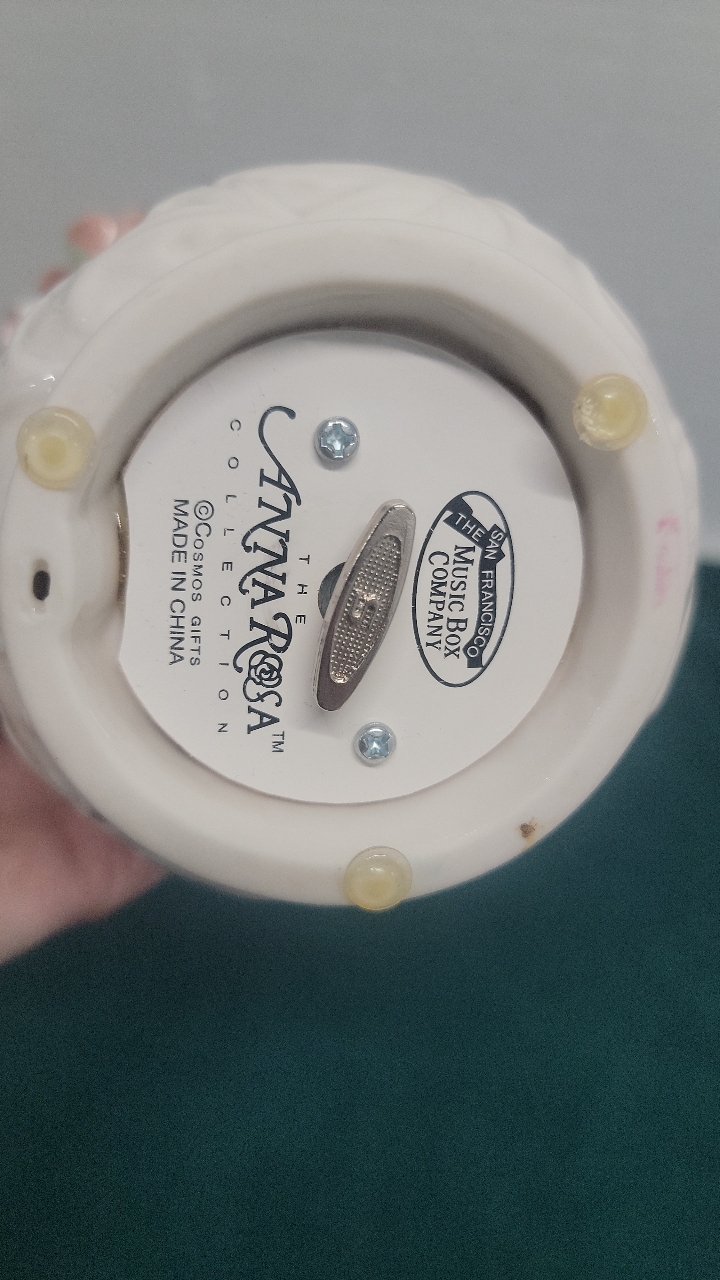 THE SAN FRANCISCO
MUSIC BOX
COMPANY
THE
ANNA ROSA™
COLLECTION
©COSMOS GIFTS
MADE IN CHINA